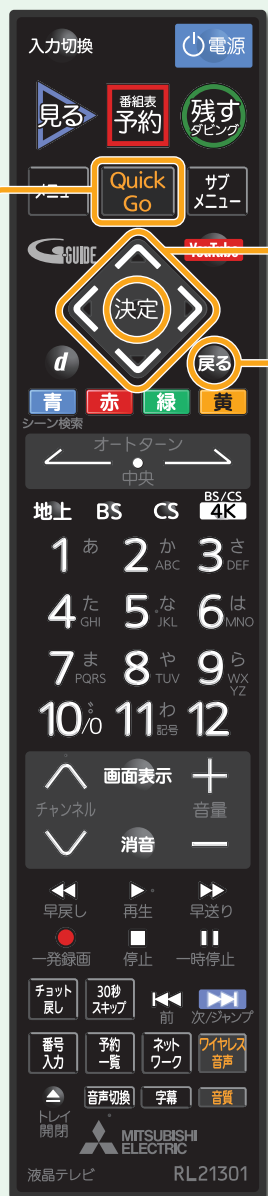 入力切換
電源
見る
番組表
予約
残す
ダビング
メニュー
Quick
Go
サブ
メニュー
G-GUIDE
YouTube
決定
d
戻る
青 赤 緑 黄
シーン検索
オートターン
中央
地上 BS CS
BS/CS
4K
1 あ 2 か ABC 3 さ DEF
4 た GHI 5 な JKL 6 は MNO
7 ま PQRS 8 や TUV 9 ら WX YZ
10/0 11 わ 記号 12
画面表示
チャンネル 音量
消音
早戻し 再生 早送り
一発録画 停止 一時停止
チョット
戻し
30秒
スキップ
前 次/ジャンプ
番号
入力
予約
一覧
ネット
ワーク
ワイヤレス
音声
トレイ
開閉
音声切換 字幕 音質
MITSUBISHI
ELECTRIC
液晶テレビ RL21301